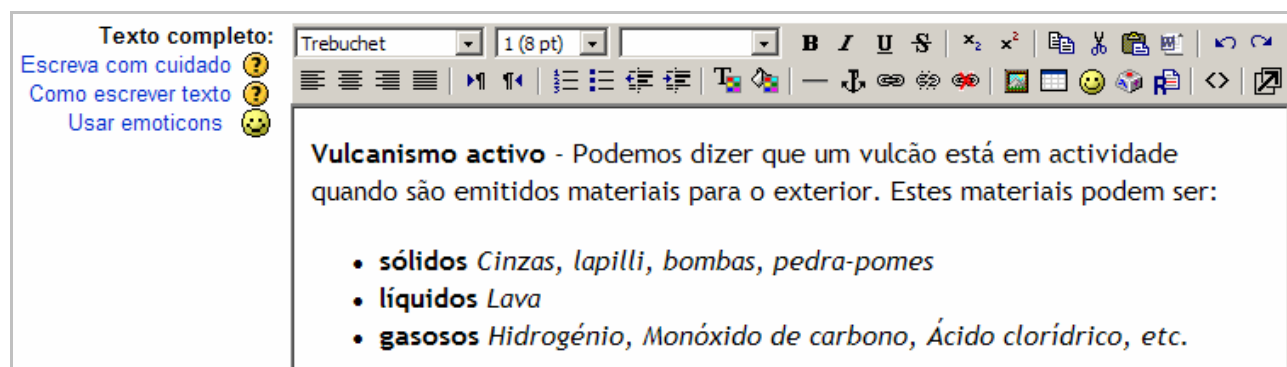 Texto completo:
Escreva com cuidado
Como escrever texto
Usar emoticons
Trebuchet 1 (8 pt)
B I U S x₂ x²
Vulcanismo activo - Podemos dizer que um vulcão está em actividade
quando são emitidos materiais para o exterior. Estes materiais podem ser:
• sólidos Cinzas, lapilli, bombas, pedra-pomes
• líquidos Lava
• gasosos Hidrogénio, Monóxido de carbono, Ácido clorídrico, etc.